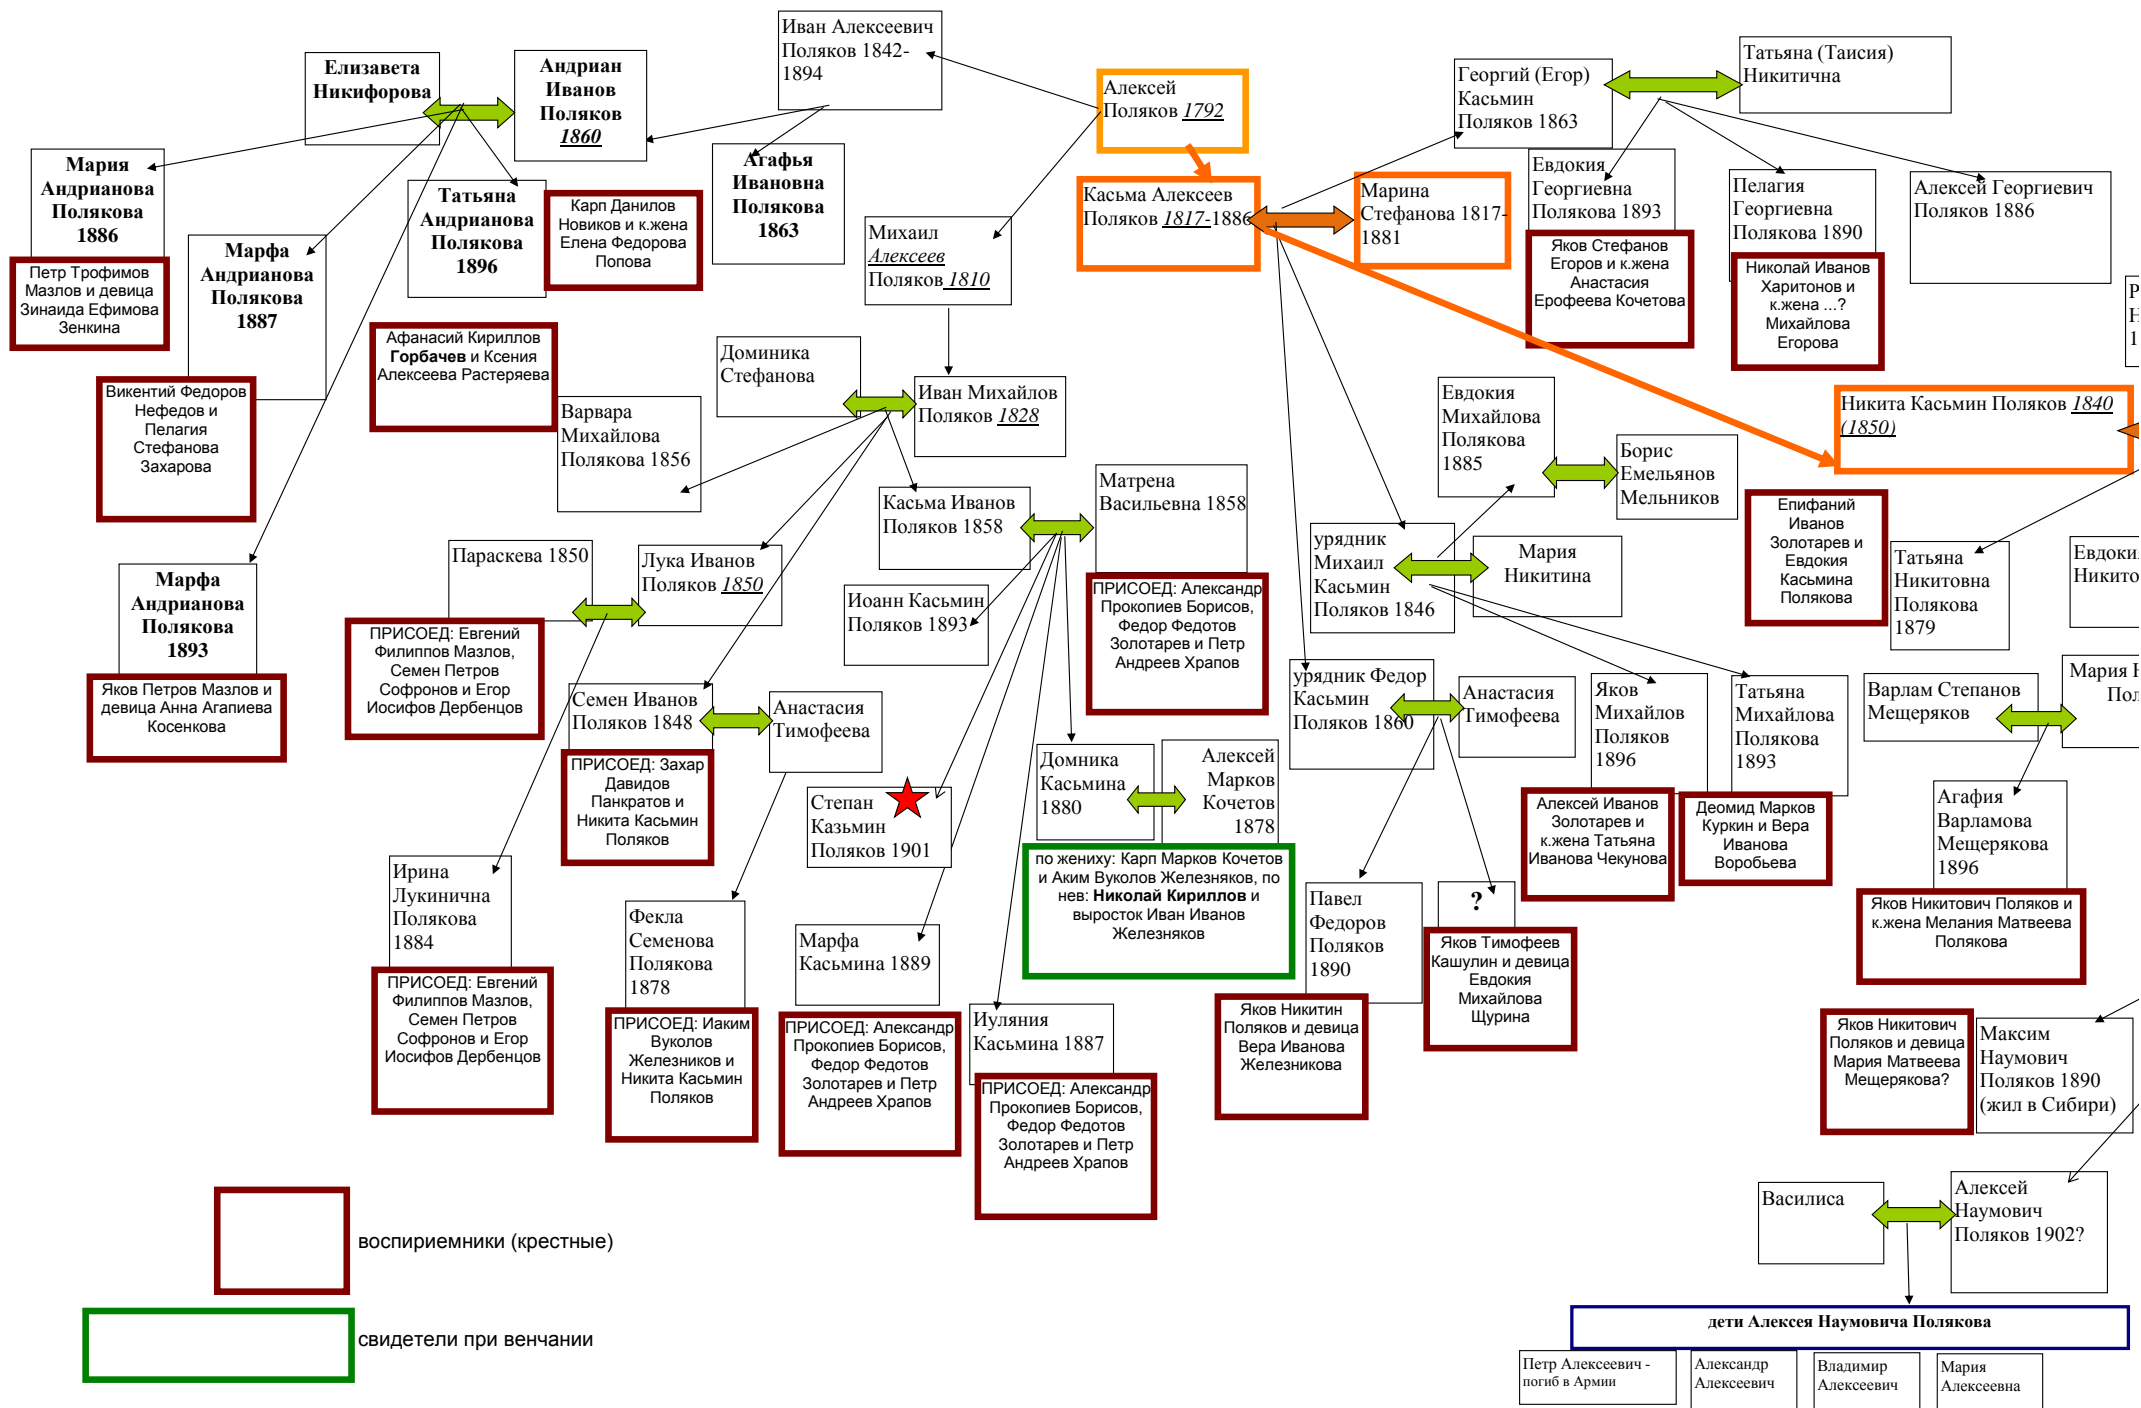 Иван Алексеевич
Поляков 1842-
1894
Елизавета
Никифорова
Андриан
Иванов
Поляков
1860
Алексей
Поляков 1792
Георгий (Егор)
Касьмин
Поляков 1863
Татьяна (Таисия)
Никитична
Мария
Андрианова
Полякова
1886
Петр Трофимов
Мазлов и девица
Зинаида Ефимова
Зенкина
Марфа
Андрианова
Полякова
1887
Викентий Федоров
Нефедов и
Пелагия
Стефанова
Захарова
Татьяна
Андрианова
Полякова
1896
Карп Данилов
Новиков и к.жена
Елена Федорова
Попова
Агафья
Ивановна
Полякова
1863
Михаил
Алексеев
Поляков 1810
Касьма Алексеев
Поляков 1817-1886
Марина
Стефанова 1817-
1881
Евдокия
Георгиевна
Полякова 1893
Яков Стефанов
Егоров и к.жена
Анастасия
Ерофеева Кочетова
Пелагия
Георгиевна
Полякова 1890
Николай Иванов
Харитонов и
к.жена ...?
Михайлова
Егорова
Алексей Георгиевич
Поляков 1886
Р
Н
1
Афанасий Кириллов
Горбачев и Ксения
Алексеева Растеряева
Варвара
Михайлова
Полякова 1856
Доминика
Стефанова
Иван Михайлов
Поляков 1828
Никита Касьмин Поляков 1840
(1850)
Евдокия
Михайлова
Полякова
1885
Борис
Емельянов
Мельников
Касьма Иванов
Поляков 1858
Матрена
Васильевна 1858
ПРИСОЕД: Александр
Прокопиев Борисов,
Федор Федотов
Золотарев и Петр
Андреев Храпов
Епифаний
Иванов
Золотарев и
Евдокия
Касьмина
Полякова
Татьяна
Никитовна
Полякова
1879
Евдокия
Никито
Марфа
Андрианова
Полякова
1893
Яков Петров Мазлов и
девица Анна Агапиева
Косенкова
Параскева 1850
Лука Иванов
Поляков 1850
ПРИСОЕД: Евгений
Филиппов Мазлов,
Семен Петров
Софронов и Егор
Иосифов Дербенцов
Иоанн Касьмин
Поляков 1893
урядник
Михаил
Касьмин
Поляков 1846
Мария
Никитина
Семен Иванов
Поляков 1848
Анастасия
Тимофеева
ПРИСОЕД: Захар
Давидов
Панкратов и
Никита Касьмин
Поляков
Степан
Казьмин
Поляков 1901
Домника
Касьмина
1880
Алексей
Марков
Кочетов
1878
по жениху: Карп Марков Кочетов
и Аким Вуколов Железняков, по
нев: Николай Кириллов и
выросток Иван Иванов
Железняков
урядник Федор
Касьмин
Поляков 1860
Анастасия
Тимофеева
Яков
Михайлов
Поляков
1896
Алексей Иванов
Золотарев и
к.жена Татьяна
Иванова Чекунова
Татьяна
Михайлова
Полякова
1893
Деомид Марков
Куркин и Вера
Иванова
Воробьева
Варлам Степанов
Мещеряков
Мария Н
Пол
Агафия
Варламова
Мещерякова
1896
Яков Никитович Поляков и
к.жена Мелания Матвеева
Полякова
Ирина
Лукинична
Полякова
1884
ПРИСОЕД: Евгений
Филиппов Мазлов,
Семен Петров
Софронов и Егор
Иосифов Дербенцов
Фекла
Семенова
Полякова
1878
ПРИСОЕД: Иаким
Вуколов
Железников и
Никита Касьмин
Поляков
Марфа
Касьмина 1889
ПРИСОЕД: Александр
Прокопиев Борисов,
Федор Федотов
Золотарев и Петр
Андреев Храпов
Иуляния
Касьмина 1887
ПРИСОЕД: Александр
Прокопиев Борисов,
Федор Федотов
Золотарев и Петр
Андреев Храпов
Павел
Федоров
Поляков
1890
Яков Никитин
Поляков и девица
Вера Иванова
Железникова
?
Яков Тимофеев
Кашулин и девица
Евдокия
Михайлова
Щурина
Яков Никитович
Поляков и девица
Мария Матвеева
Мещерякова?
Максим
Наумович
Поляков 1890
(жил в Сибири)
Василиса
Алексей
Наумович
Поляков 1902?
воспириемники (крестные)
свидетели при венчании
дети Алексея Наумовича Полякова
Петр Алексеевич -
погиб в Армии
Александр
Алексеевич
Владимир
Алексеевич
Мария
Алексеевна